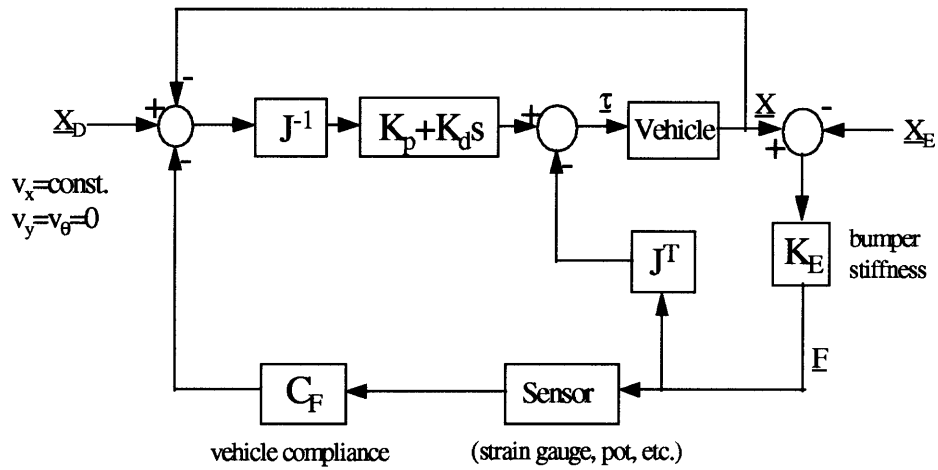 -
X_D + J⁻¹ K_p+K_ds + τ Vehicle X - X_E
- - +
v_x=const.
v_y=v_θ=0
J^T K_E bumper
stiffness
F
C_F Sensor
vehicle compliance (strain gauge, pot, etc.)